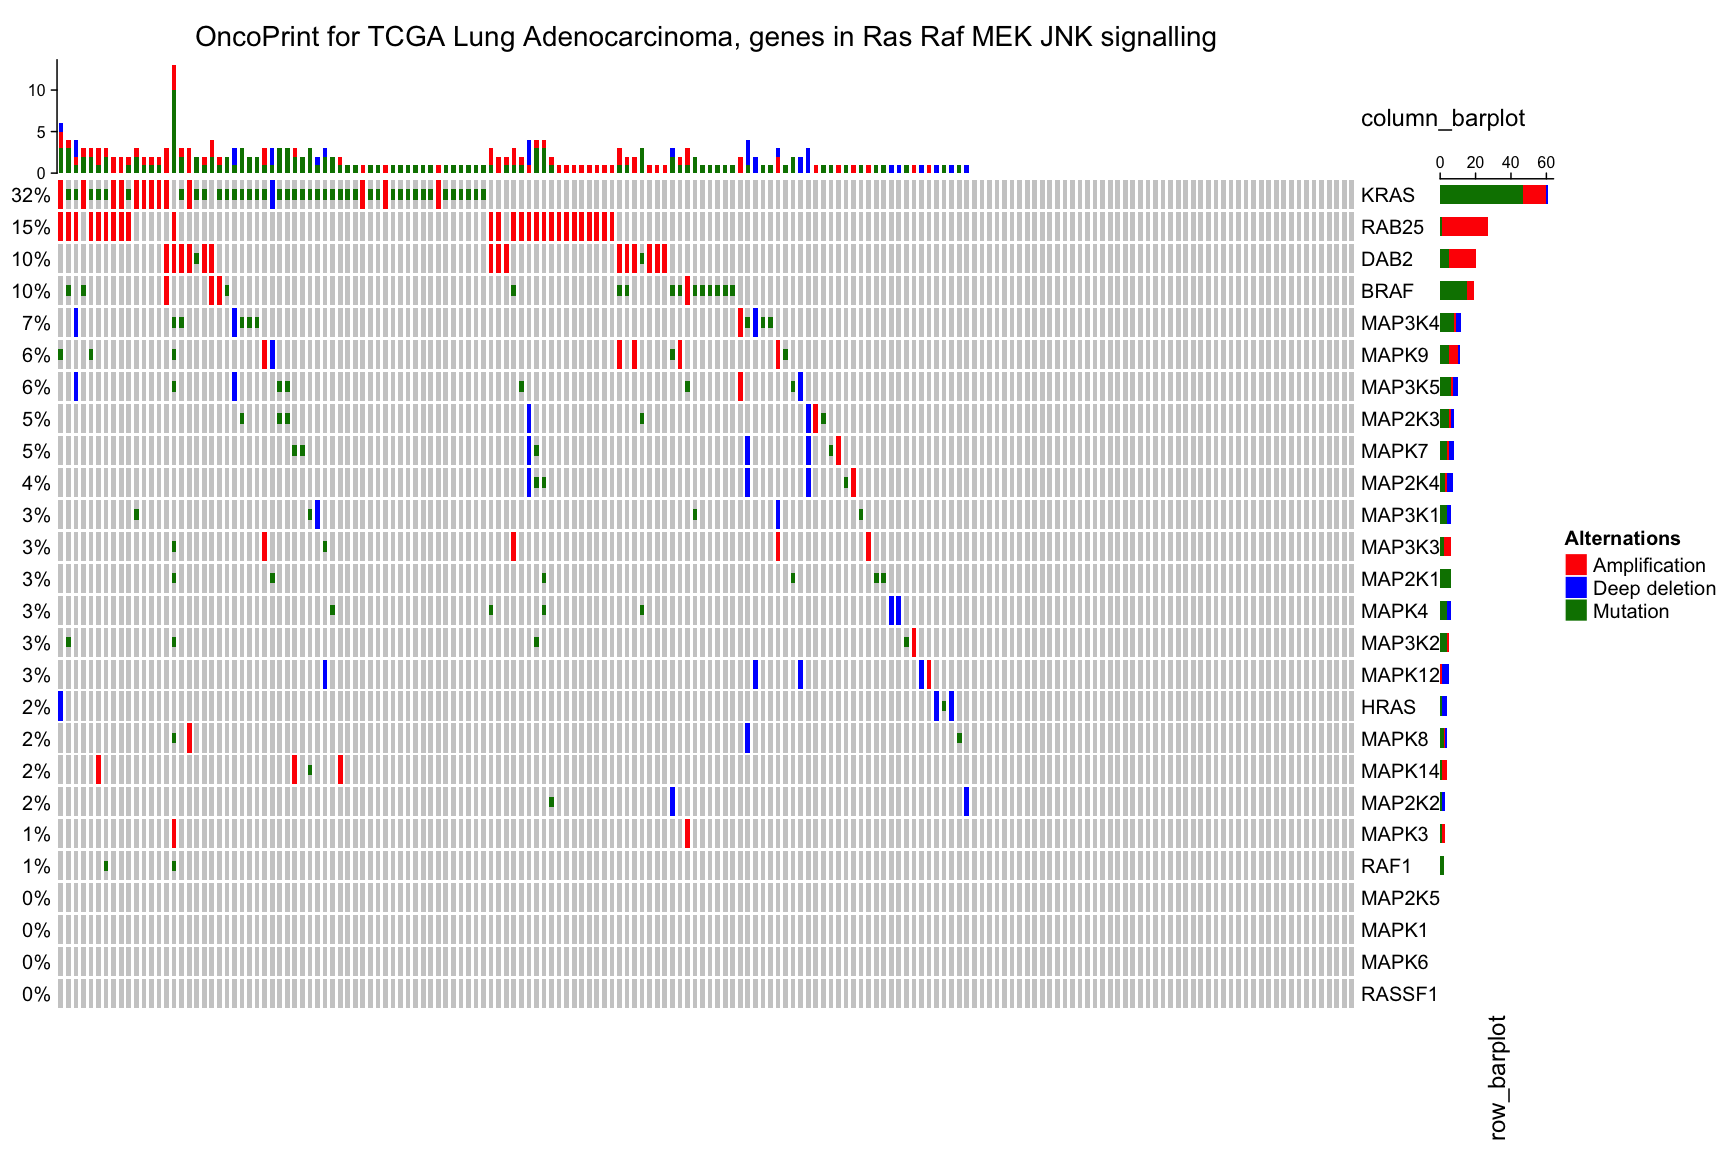 OncoPrint for TCGA Lung Adenocarcinoma, genes in Ras Raf MEK JNK signalling
10
5
0
column_barplot
0 20 40 60
32% KRAS
15% RAB25
10% DAB2
10% BRAF
7% MAP3K4
6% MAPK9
6% MAP3K5
5% MAP2K3
5% MAPK7
4% MAP2K4
3% MAP3K1
3% MAP3K3
3% MAP2K1
3% MAPK4
3% MAP3K2
3% MAPK12
2% HRAS
2% MAPK8
2% MAPK14
2% MAP2K2
1% MAPK3
1% RAF1
0% MAP2K5
0% MAPK1
0% MAPK6
0% RASSF1
Alternations
Amplification
Deep deletion
Mutation
row_barplot